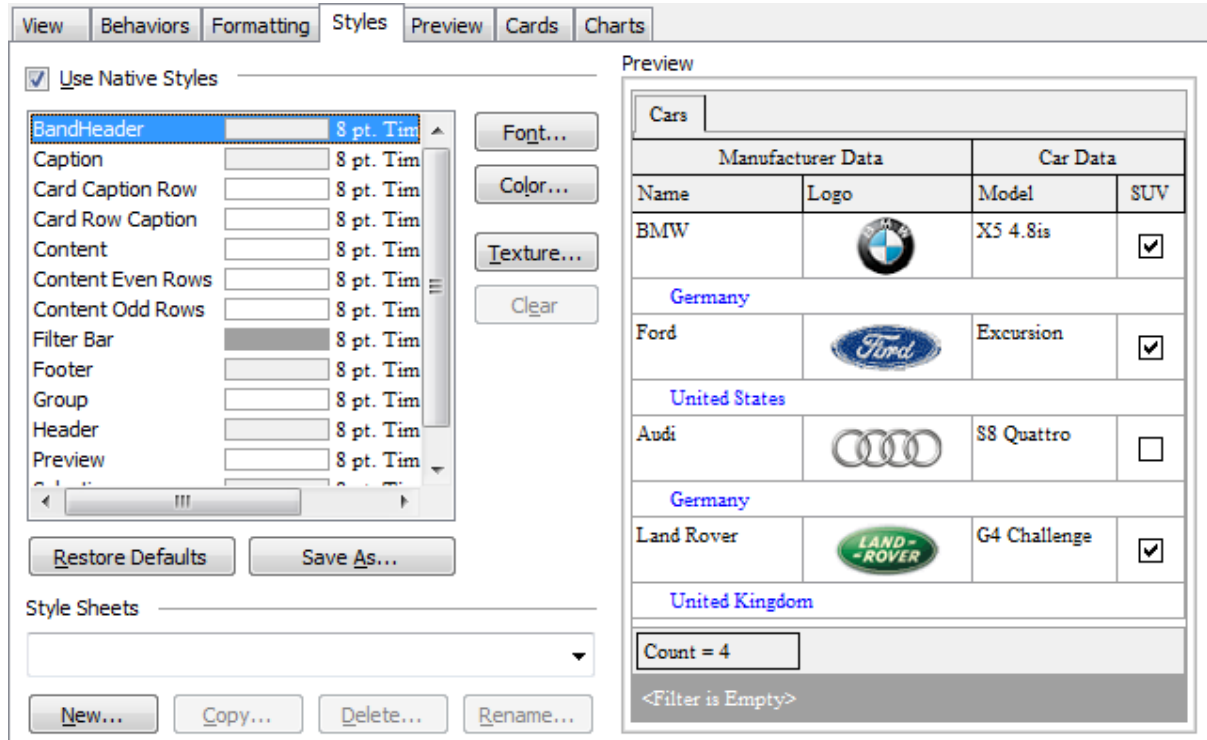 View Behaviors Formatting Styles Preview Cards Charts
Use Native Styles
BandHeader 8 pt. Tim
Caption 8 pt. Tim
Card Caption Row 8 pt. Tim
Card Row Caption 8 pt. Tim
Content 8 pt. Tim
Content Even Rows 8 pt. Tim
Content Odd Rows 8 pt. Tim
Filter Bar 8 pt. Tim
Footer 8 pt. Tim
Group 8 pt. Tim
Header 8 pt. Tim
Preview 8 pt. Tim
Font...
Color...
Texture...
Clear
Restore Defaults Save As...
Style Sheets
New... Copy... Delete... Rename...
Preview
Cars
Manufacturer Data Car Data
Name Logo Model SUV
BMW BMW X5 4.8is
Germany
Ford Ford Excursion
United States
Audi S8 Quattro
Germany
Land Rover LAND- G4 Challenge
-ROVER
United Kingdom
Count = 4
<Filter is Empty>